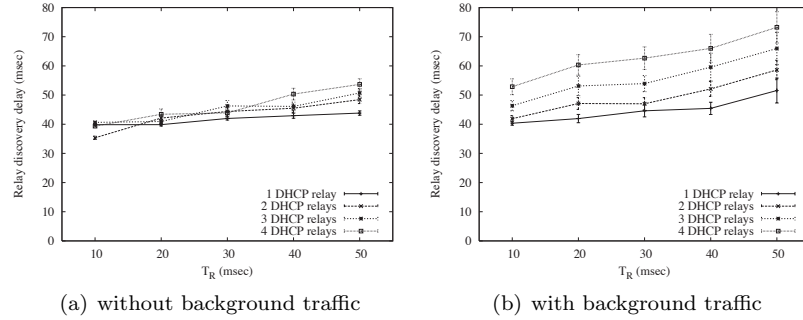 80
70
60
50
40
30
20
10
0
Relay discovery delay (msec)
1 DHCP relay
2 DHCP relays
3 DHCP relays
4 DHCP relays
10 20 30 40 50
T_R (msec)
(a) without background traffic
80
70
60
50
40
30
20
10
0
Relay discovery delay (msec)
1 DHCP relay
2 DHCP relays
3 DHCP relays
4 DHCP relays
10 20 30 40 50
T_R (msec)
(b) with background traffic